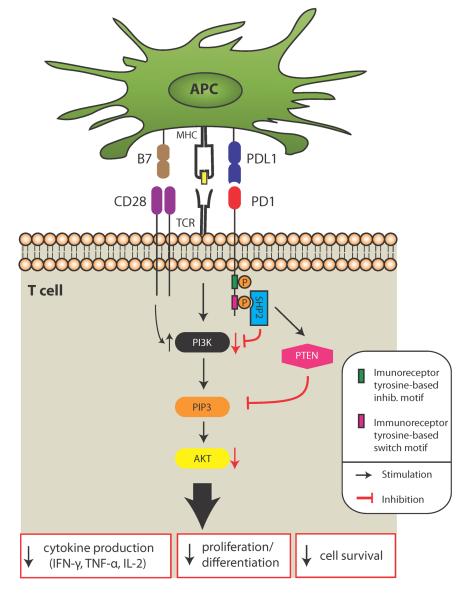 APC
MHC
B7
PDL1
CD28
PD1
TCR
T cell
P
P
SHP2
PI3K
PTEN
PIP3
AKT
Imunoreceptor
tyrosine-based
inhib. motif
Immunoreceptor
tyrosine-based
switch motif
Stimulation
Inhibition
cytokine production
(IFN-γ, TNF-α, IL-2)
proliferation/
differentiation
cell survival